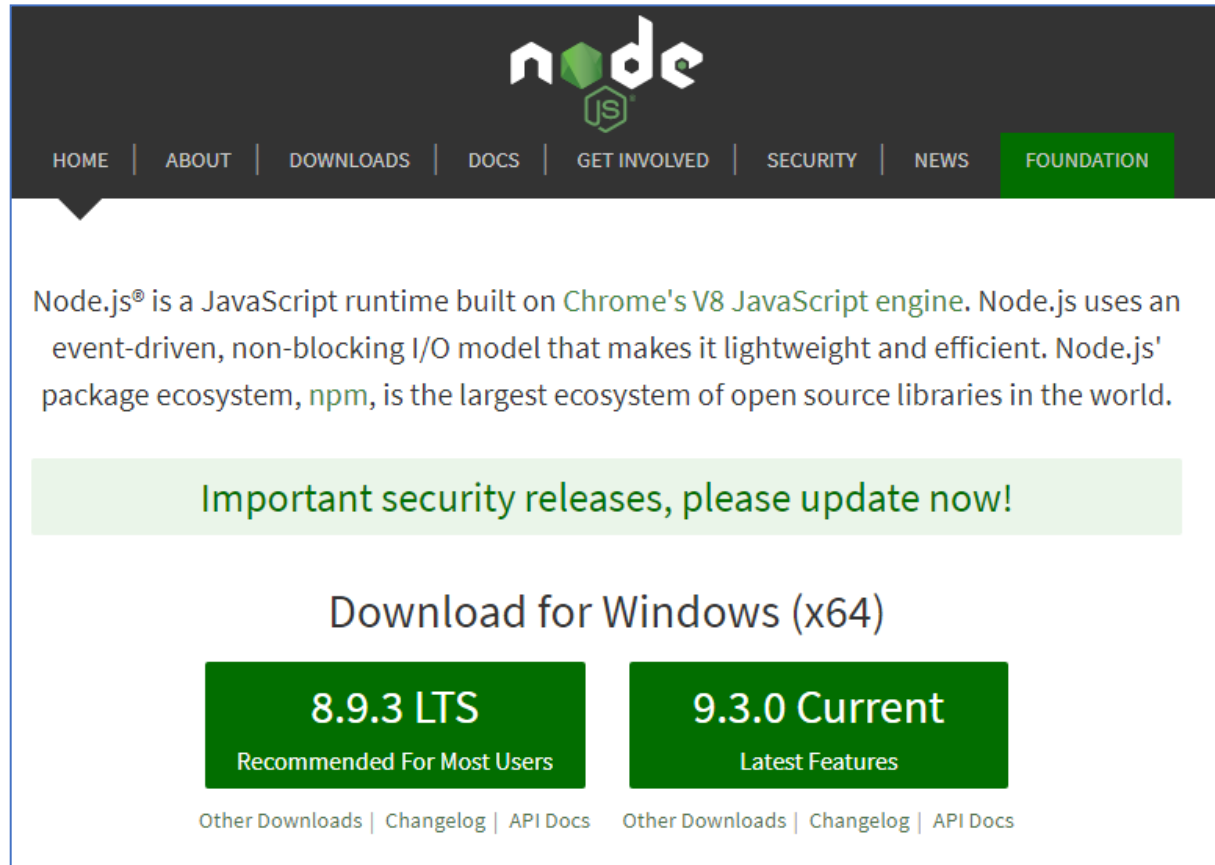 node
JS®
HOME | ABOUT | DOWNLOADS | DOCS | GET INVOLVED | SECURITY | NEWS FOUNDATION
Node.js® is a JavaScript runtime built on Chrome's V8 JavaScript engine. Node.js uses an
event-driven, non-blocking I/O model that makes it lightweight and efficient. Node.js'
package ecosystem, npm, is the largest ecosystem of open source libraries in the world.
Important security releases, please update now!
Download for Windows (x64)
8.9.3 LTS
Recommended For Most Users
Other Downloads | Changelog | API Docs
9.3.0 Current
Latest Features
Other Downloads | Changelog | API Docs